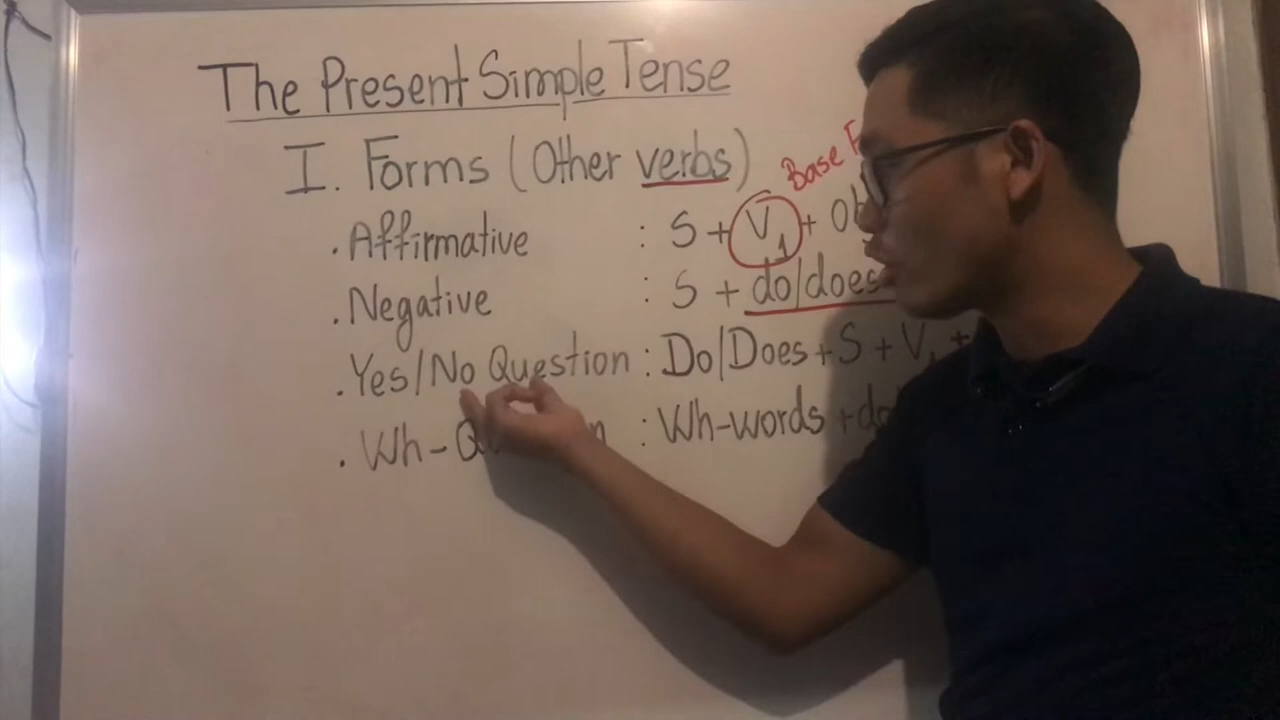 The Present Simple Tense
I. Forms (Other verbs)
Base
. Affirmative : S + V1 +
. Negative : S + do/does
. Yes/No Question : Do/Does + S + V1 +
. Wh- : Wh-words +